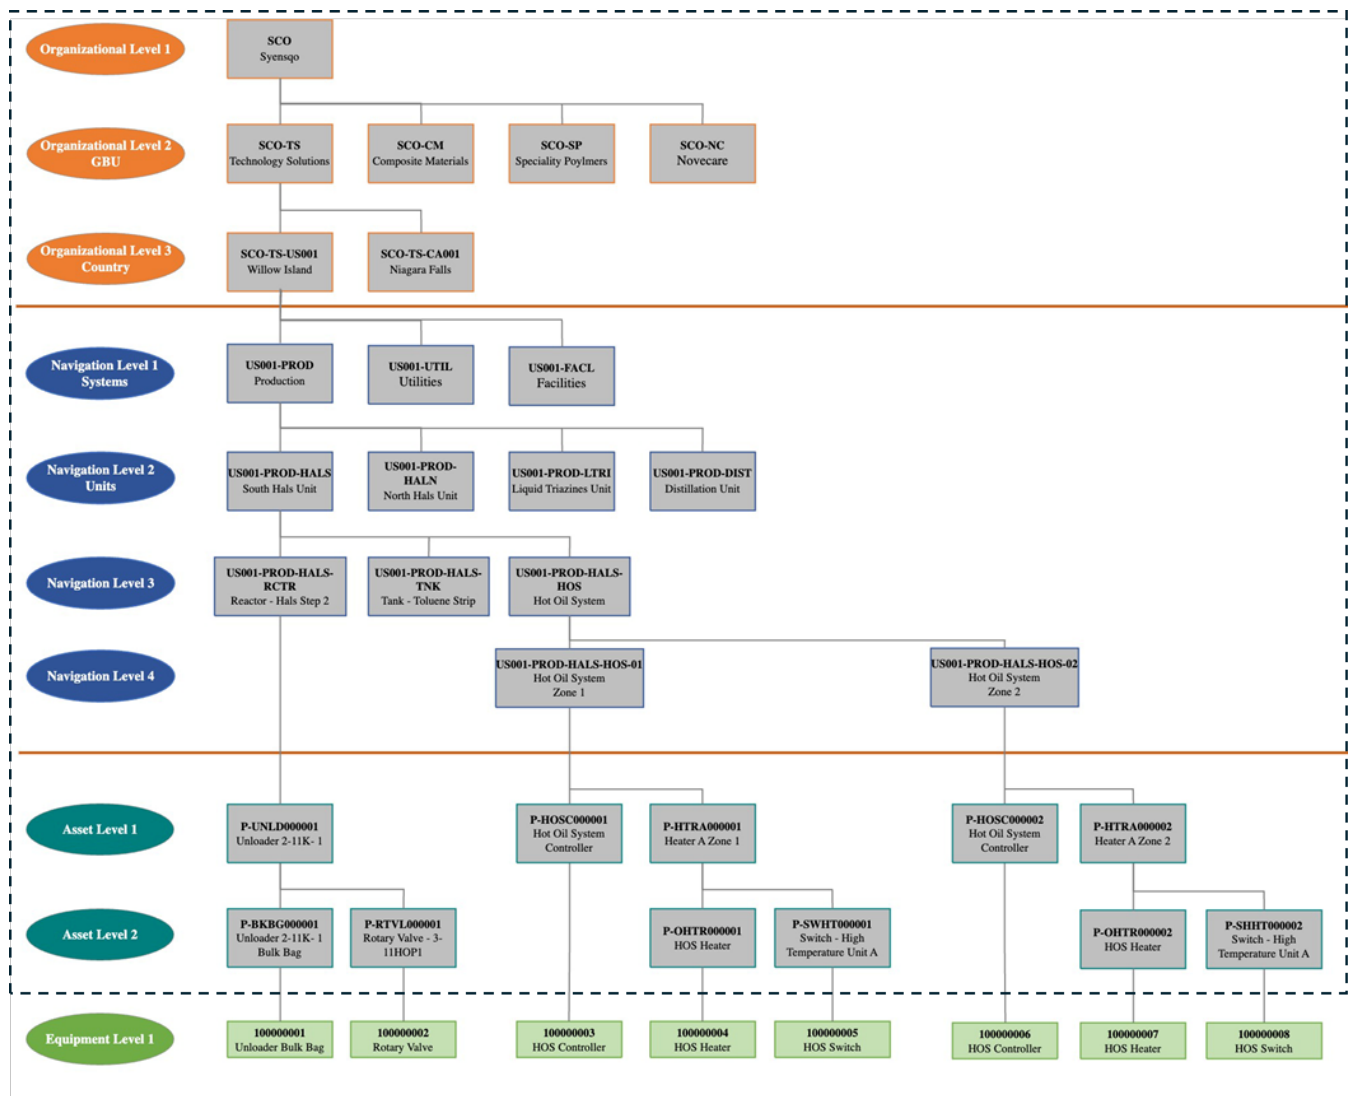 Organizational Level 1
SCO
Syensqo
Organizational Level 2
GBU
SCO-TS
Technology Solutions
SCO-CM
Composite Materials
SCO-SP
Speciality Poylmers
SCO-NC
Novecare
Organizational Level 3
Country
SCO-TS-US001
Willow Island
SCO-TS-CA001
Niagara Falls
Navigation Level 1
Systems
US001-PROD
Production
US001-UTIL
Utilities
US001-FACL
Facilities
Navigation Level 2
Units
US001-PROD-HALS
South Hals Unit
US001-PROD-
HALN
North Hals Unit
US001-PROD-LTRI
Liquid Triazines Unit
US001-PROD-DIST
Distillation Unit
Navigation Level 3
US001-PROD-HALS-
RCTR
Reactor - Hals Step 2
US001-PROD-HALS-
TNK
Tank - Toluene Strip
US001-PROD-HALS-
HOS
Hot Oil System
Navigation Level 4
US001-PROD-HALS-HOS-01
Hot Oil System
Zone 1
US001-PROD-HALS-HOS-02
Hot Oil System
Zone 2
Asset Level 1
P-UNLD000001
Unloader 2-11K- 1
P-HOSC000001
Hot Oil System
Controller
P-HTRA000001
Heater A Zone 1
P-HOSC000002
Hot Oil System
Controller
P-HTRA000002
Heater A Zone 2
Asset Level 2
P-BKBG000001
Unloader 2-11K- 1
Bulk Bag
P-RTVL000001
Rotary Valve - 3-
11HOP1
P-OHTR000001
HOS Heater
P-SWHT000001
Switch - High
Temperature Unit A
P-OHTR000002
HOS Heater
P-SHHT000002
Switch - High
Temperature Unit A
Equipment Level 1
100000001
Unloader Bulk Bag
100000002
Rotary Valve
100000003
HOS Controller
100000004
HOS Heater
100000005
HOS Switch
100000006
HOS Controller
100000007
HOS Heater
100000008
HOS Switch